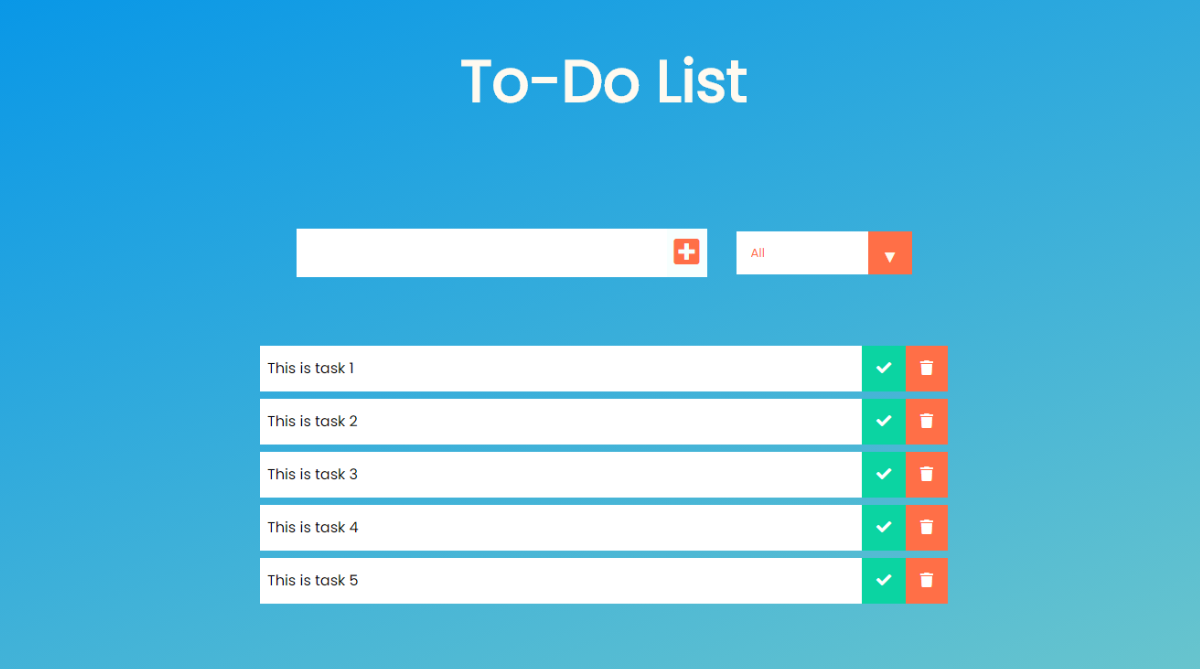 To-Do List
All
This is task 1
This is task 2
This is task 3
This is task 4
This is task 5